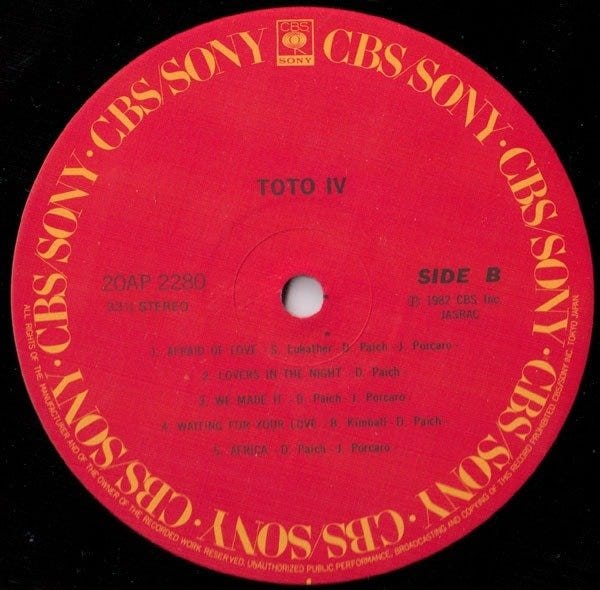 CBS
SONY
CBS/SONY · CBS/SONY · CBS/SONY · CBS/SONY · CBS/SONY · CBS/SONY · CBS/SONY · CBS/SONY
TOTO IV
20AP 2280
33⅓ STEREO
SIDE B
Ⓟ 1982 CBS Inc.
JASRAC
1. AFRAID OF LOVE -S. Lukather -D. Paich -J. Porcaro-
2. LOVERS IN THE NIGHT -D. Paich-
3. WE MADE IT -D. Paich -J. Porcaro-
4. WAITING FOR YOUR LOVE -B. Kimball -D. Paich-
5. AFRICA -D. Paich -J. Porcaro-
ALL RIGHTS OF THE MANUFACTURER AND OF THE OWNER OF THE RECORDED WORK RESERVED. UNAUTHORIZED PUBLIC PERFORMANCE, BROADCASTING AND COPYING OF THIS RECORD PROHIBITED. CBS/SONY INC. TOKYO JAPAN.